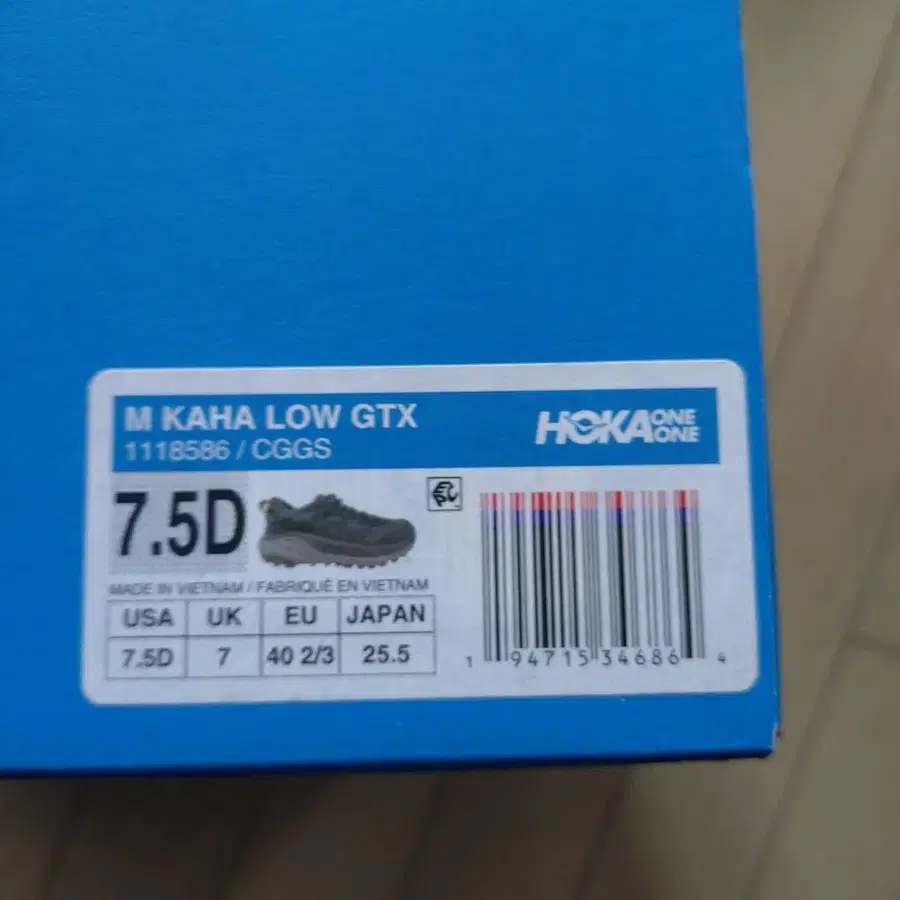 M KAHA LOW GTX
1118586 / CGGS
HOKA ONE ONE
7.5D
MADE IN VIETNAM / FABRIQUÉ EN VIETNAM
USA UK EU JAPAN
7.5D 7 40 2/3 25.5
1 94715 34686 4